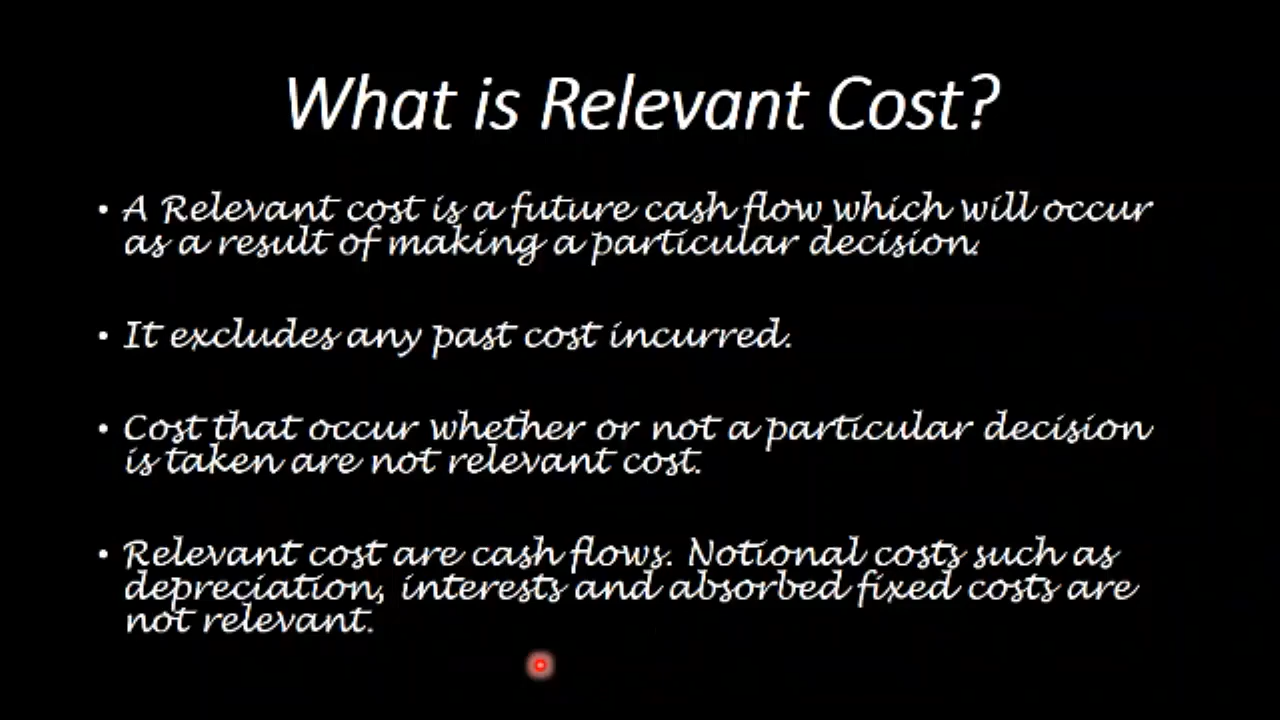 What is Relevant Cost?
• A Relevant cost is a future cash flow which will occur
as a result of making a particular decision.
• It excludes any past cost incurred.
• Cost that occur whether or not a particular decision
is taken are not relevant cost.
• Relevant cost are cash flows. Notional costs such as
depreciation, interests and absorbed fixed costs are
not relevant.